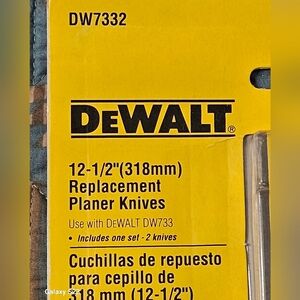 DW7332
DEWALT®
12-1/2"(318mm)
Replacement
Planer Knives
Use with DEWALT DW733
• Includes one set - 2 knives
Cuchillas de repuesto
para cepillo de
318 mm (12-1/2")
Galaxy